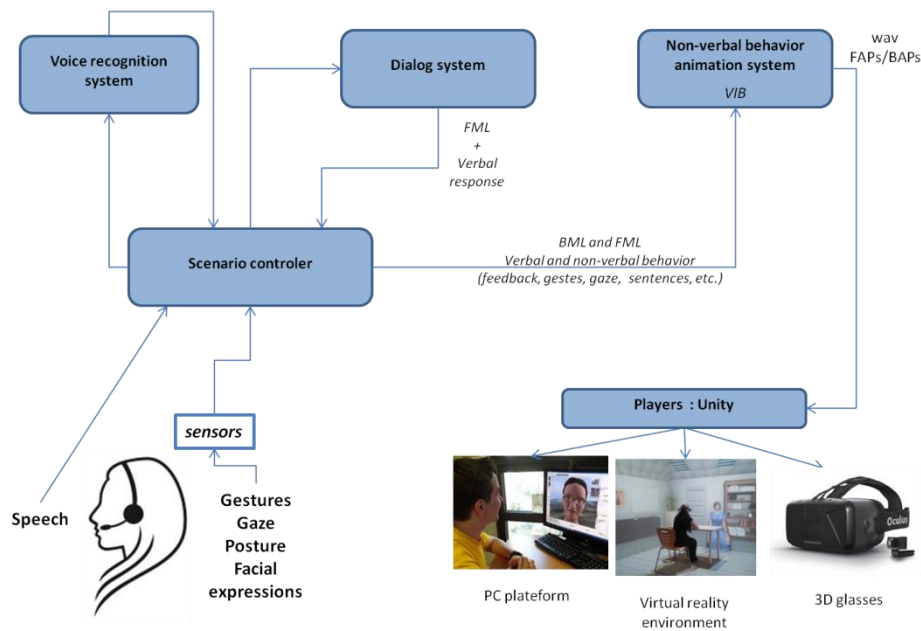 Voice recognition
system
Dialog system
Non-verbal behavior
animation system
VIB
wav
FAPs/BAPs
FML
+
Verbal
response
Scenario controler
BML and FML
Verbal and non-verbal behavior
(feedback, gestes, gaze, sentences, etc.)
Players : Unity
sensors
Speech
Gestures
Gaze
Posture
Facial
expressions
Oculus
PC plateform
Virtual reality
environment
3D glasses